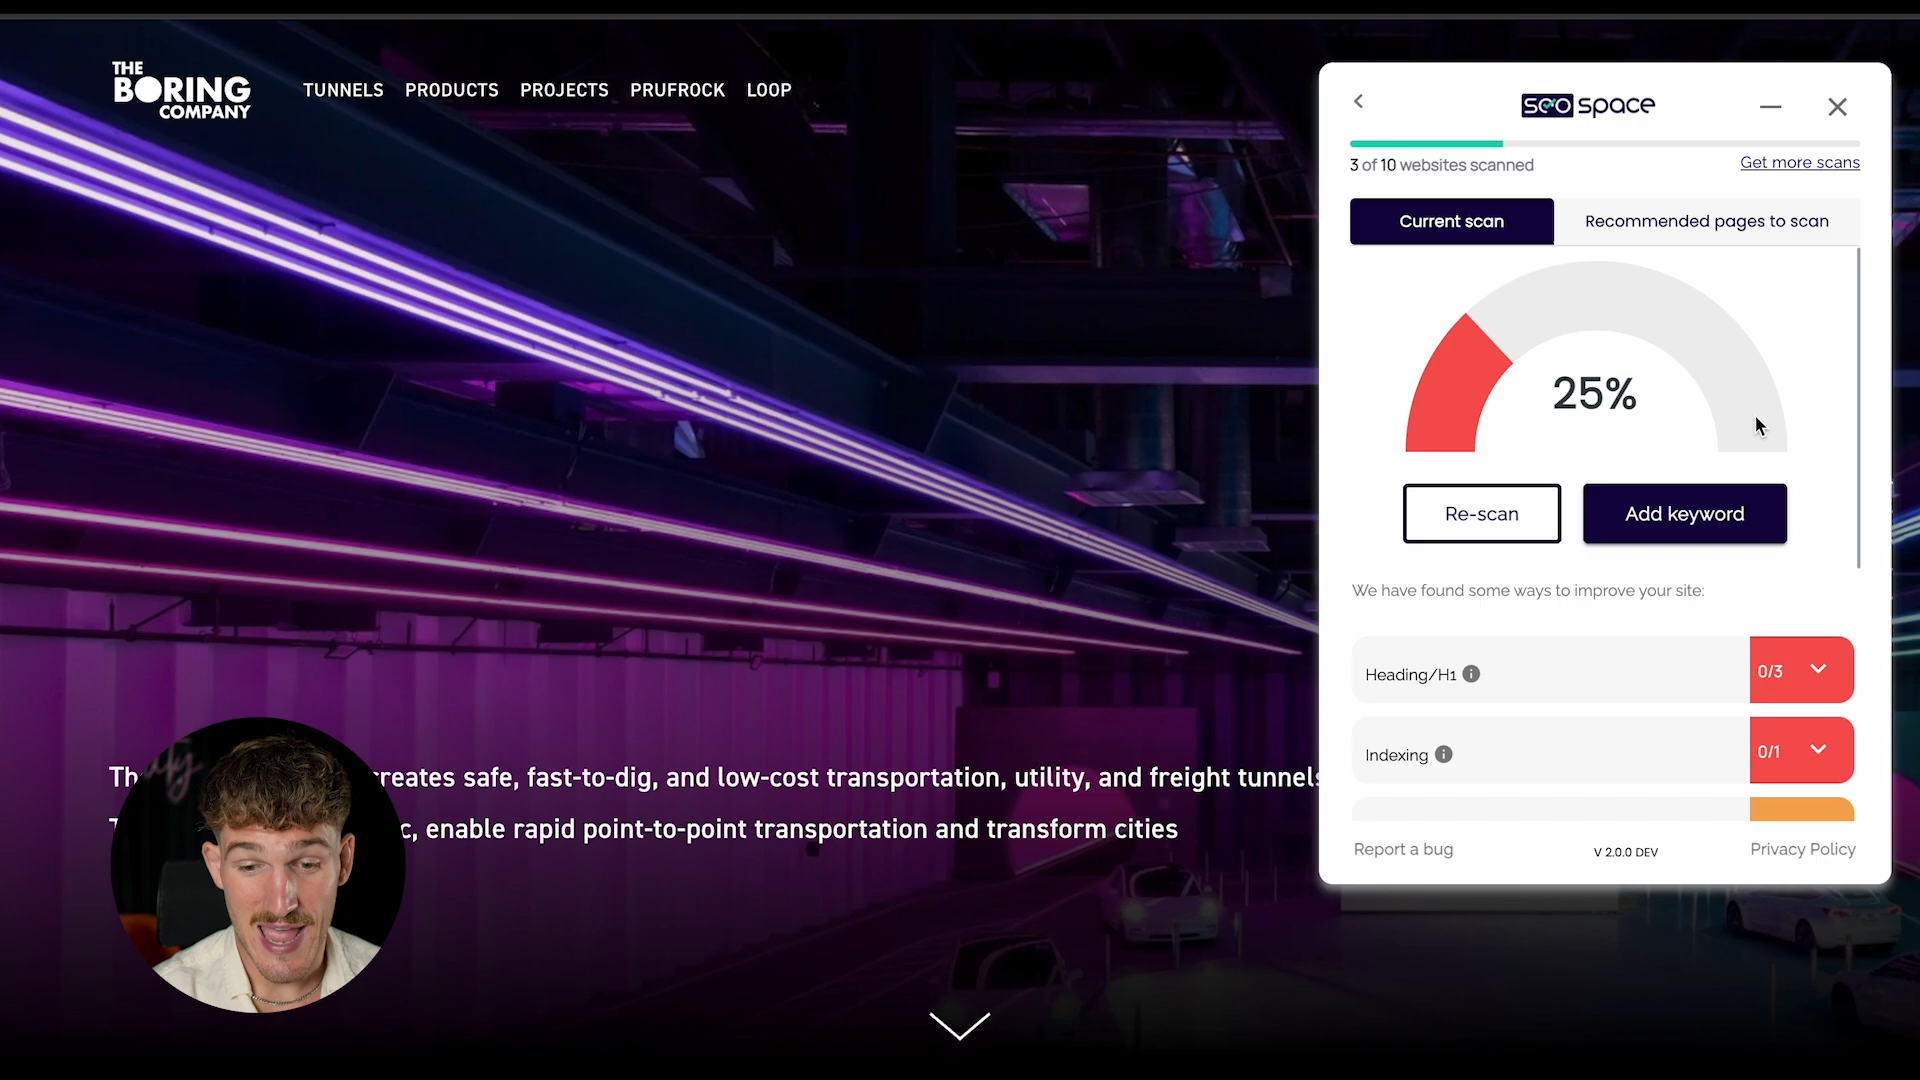 THE
BORING
COMPANY
TUNNELS PRODUCTS PROJECTS PRUFROCK LOOP
seo space
3 of 10 websites scanned
Get more scans
Current scan
Recommended pages to scan
25%
Re-scan
Add keyword
We have found some ways to improve your site:
Heading/H1
0/3
Indexing
0/1
Report a bug
V 2.0.0 DEV
Privacy Policy
creates safe, fast-to-dig, and low-cost transportation, utility, and freight tunnels
enable rapid point-to-point transportation and transform cities